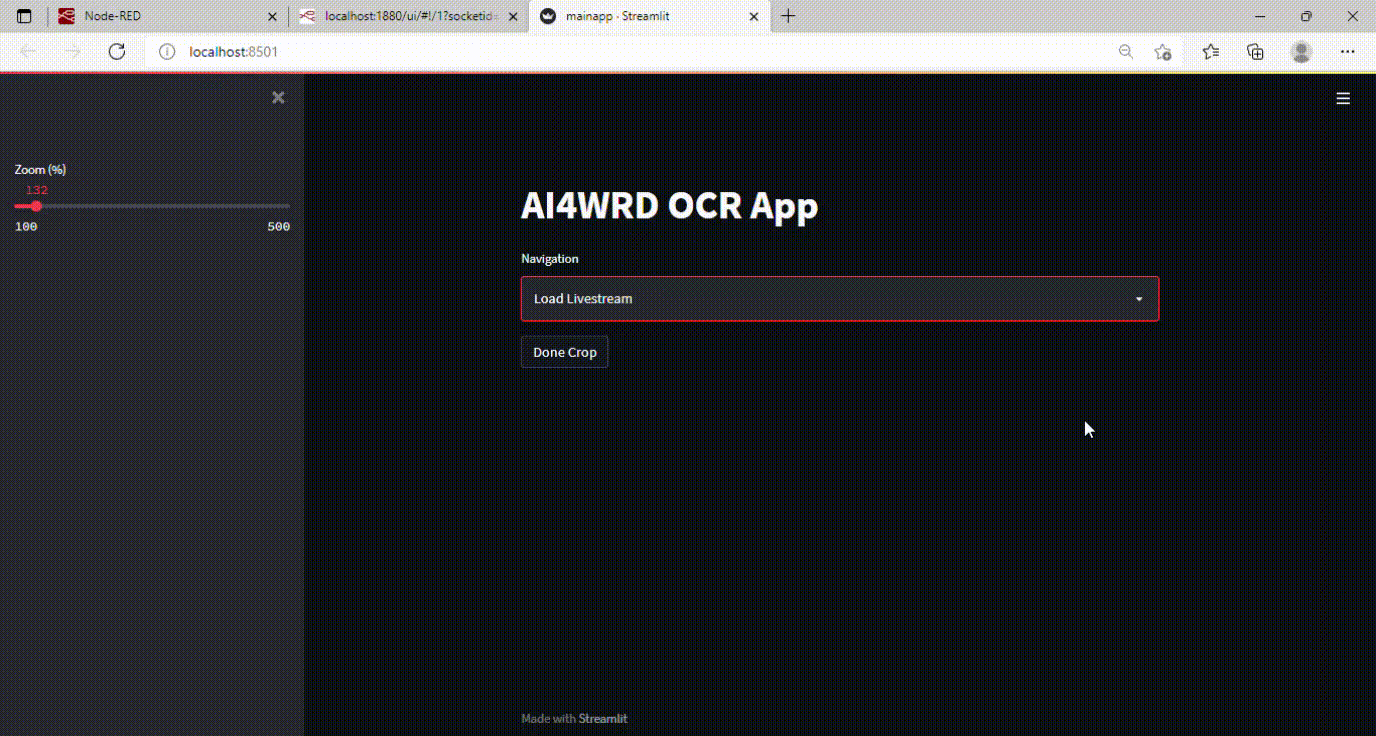 Node-RED
localhost:1880/ui/#!/1?socketid=
mainapp · Streamlit
localhost:8501
Zoom (%)
132
100 500
AI4WRD OCR App
Navigation
Load Livestream
Done Crop
Made with Streamlit